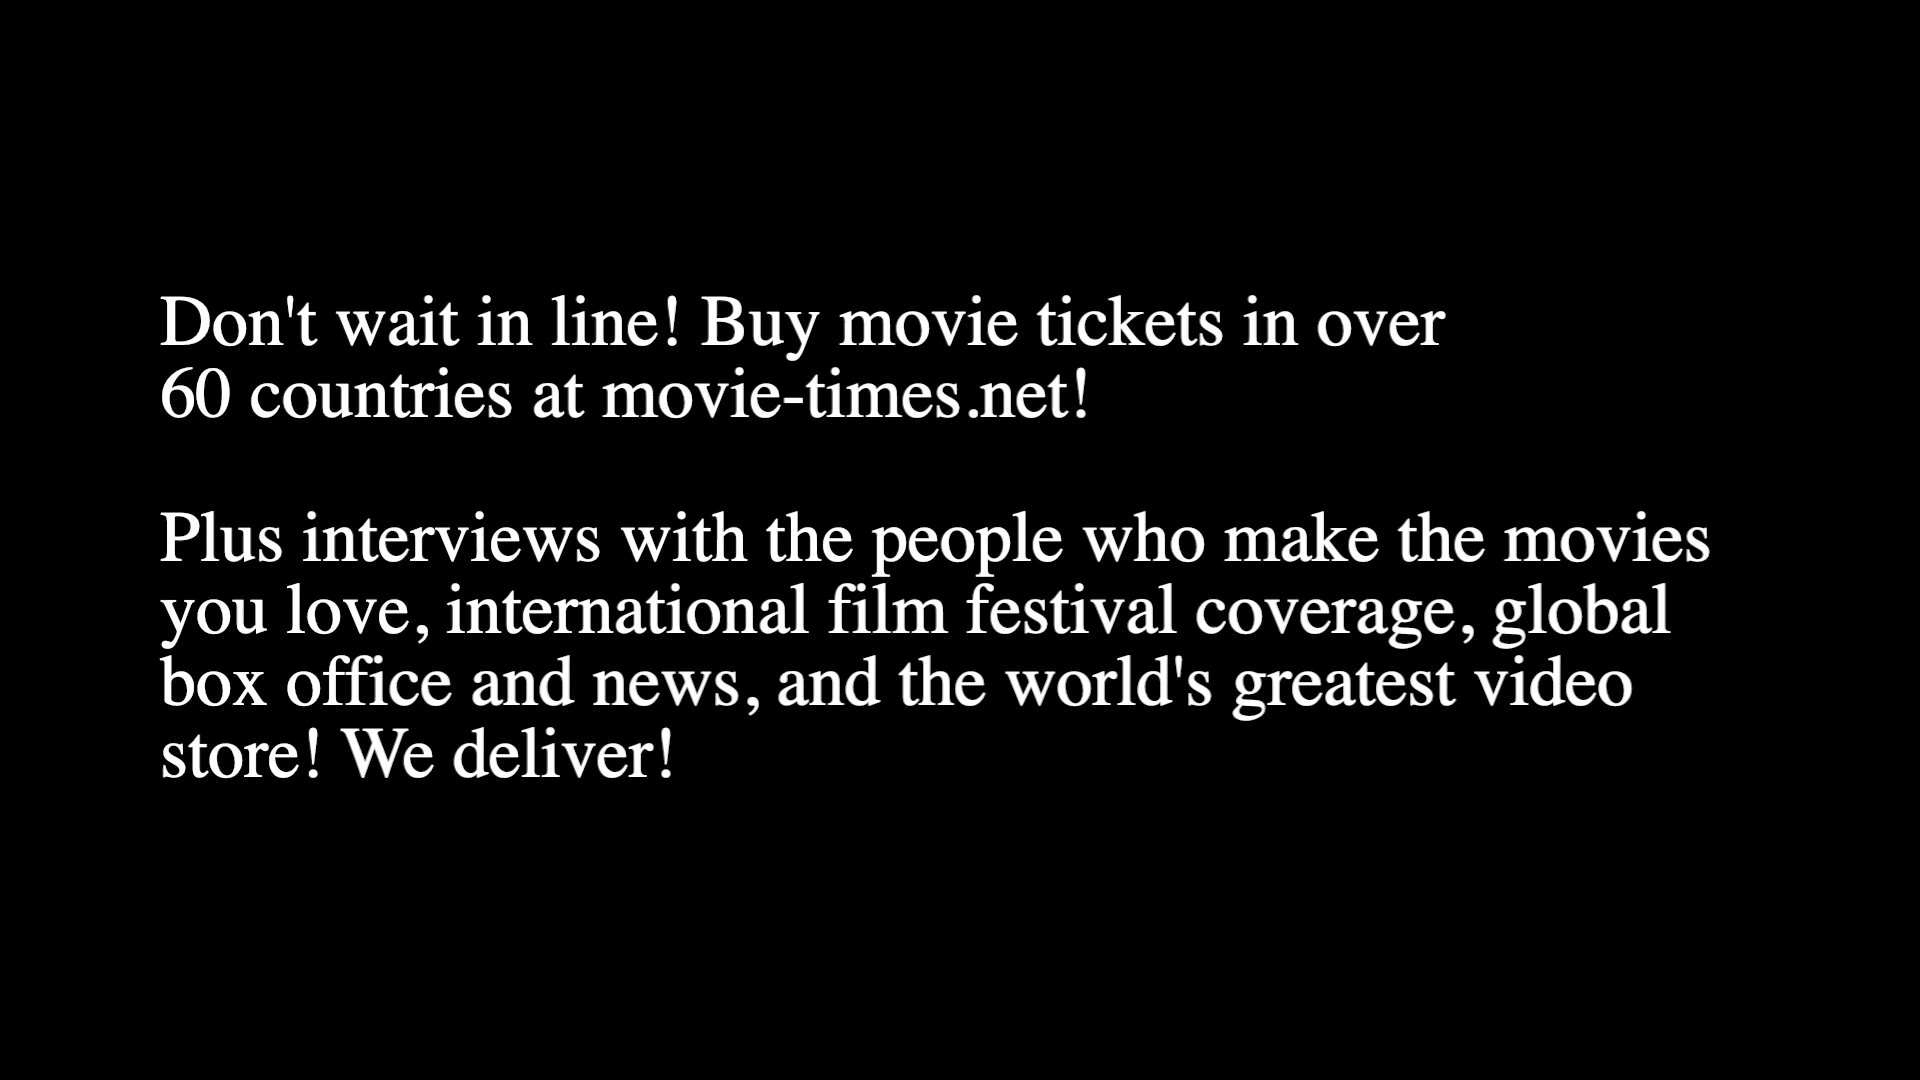 Don't wait in line! Buy movie tickets in over
60 countries at movie-times.net!
Plus interviews with the people who make the movies
you love, international film festival coverage, global
box office and news, and the world's greatest video
store! We deliver!